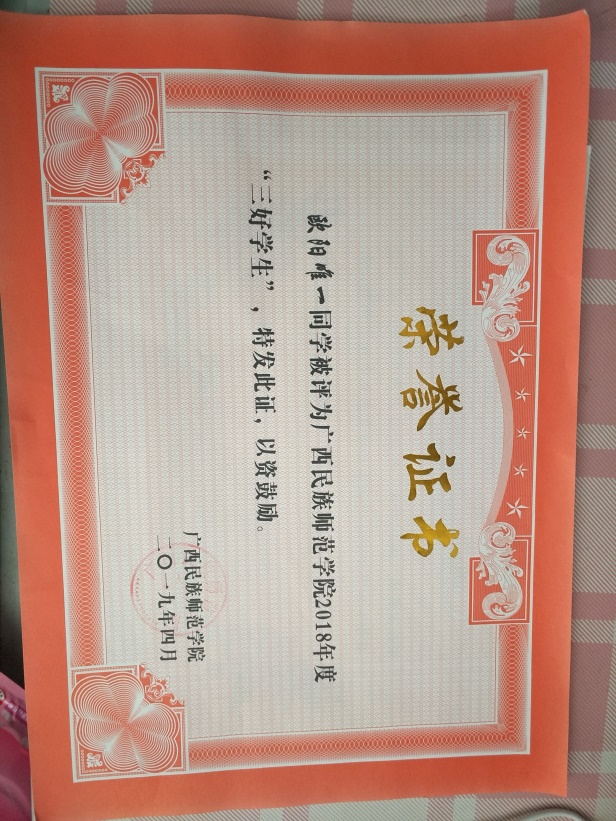 荣誉证书
欧阳唯一同学被评为广西民族师范学院2018年度
“三好学生”，特发此证，以资鼓励。
广西民族师范学院
二〇一九年四月